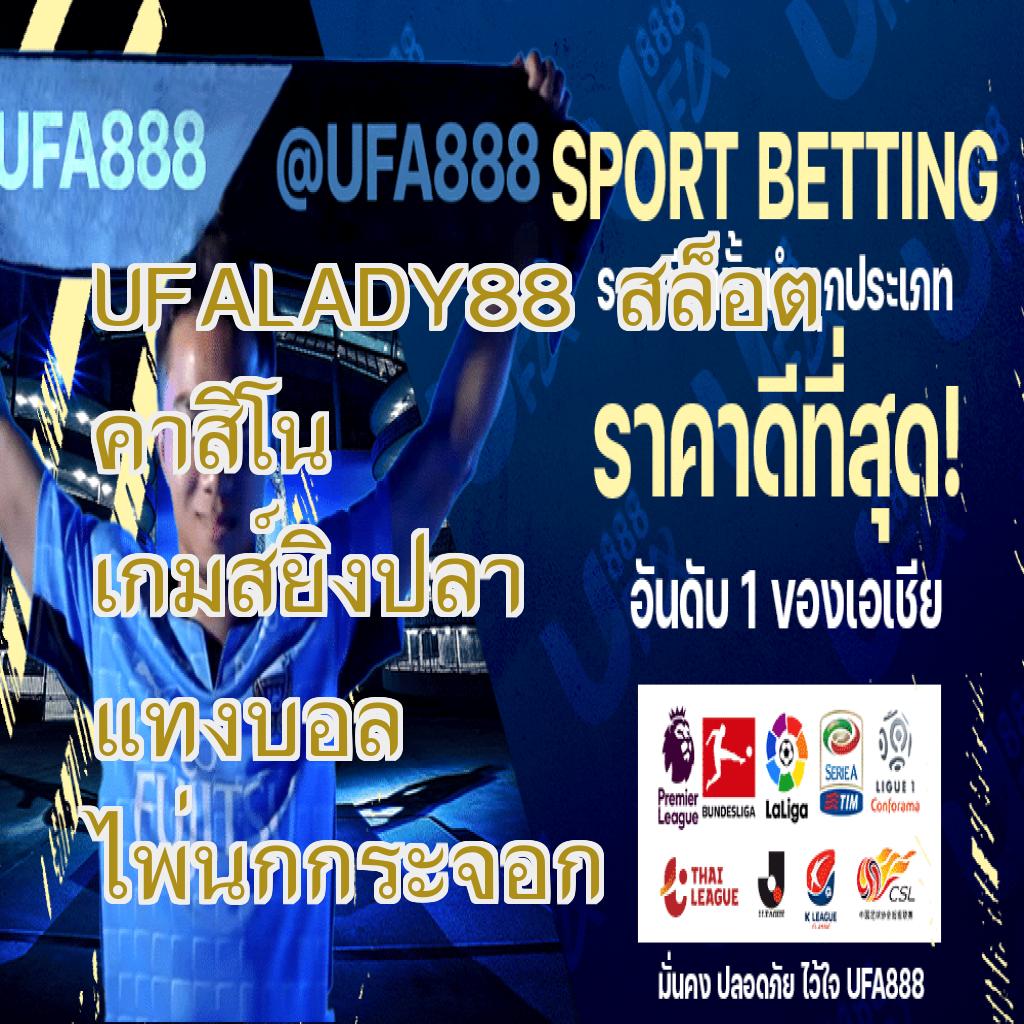 UFA888
@UFA888
SPORT BETTING
UFALADY88 สล็อต
คาสิโน
เกมส์ยิงปลา
แทงบอล
ไพ่นกกระจอก
ราคาดีที่สุด!
อันดับ 1 ของเอเชีย
Premier League
BUNDESLIGA
LaLiga
SERIE A
TIM
LIGUE 1
Conforama
THAI LEAGUE
J.LEAGUE
K LEAGUE
CSL
มั่นคง ปลอดภัย ไว้ใจ UFA888